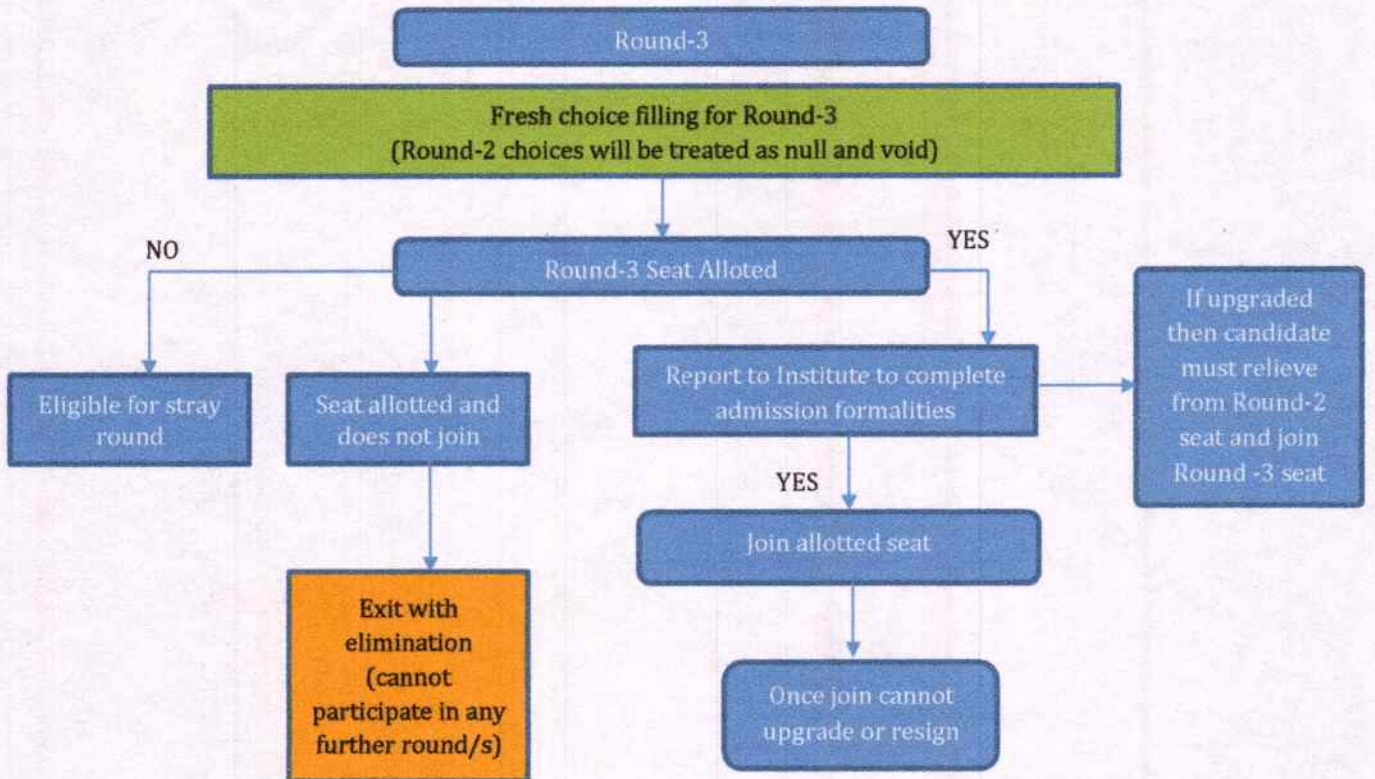 Round-3
Fresh choice filling for Round-3
(Round-2 choices will be treated as null and void)
NO
YES
Round-3 Seat Alloted
If upgraded
then candidate
must relieve
from Round-2
seat and join
Round -3 seat
Eligible for stray
round
Seat allotted and
does not join
Report to Institute to complete
admission formalities
YES
Join allotted seat
Exit with
elimination
(cannot
participate in any
further round/s)
Once join cannot
upgrade or resign